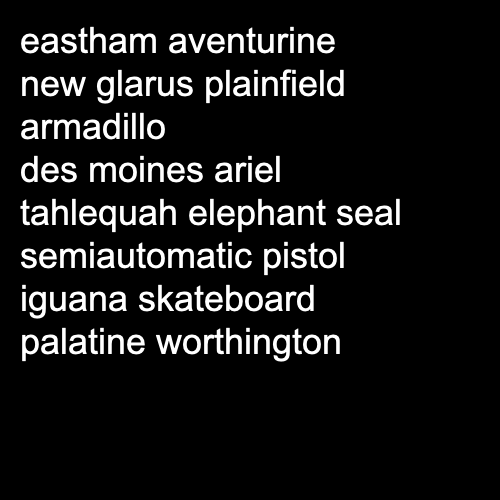 eastham aventurine
new glarus plainfield
armadillo
des moines ariel
tahlequah elephant seal
semiautomatic pistol
iguana skateboard
palatine worthington